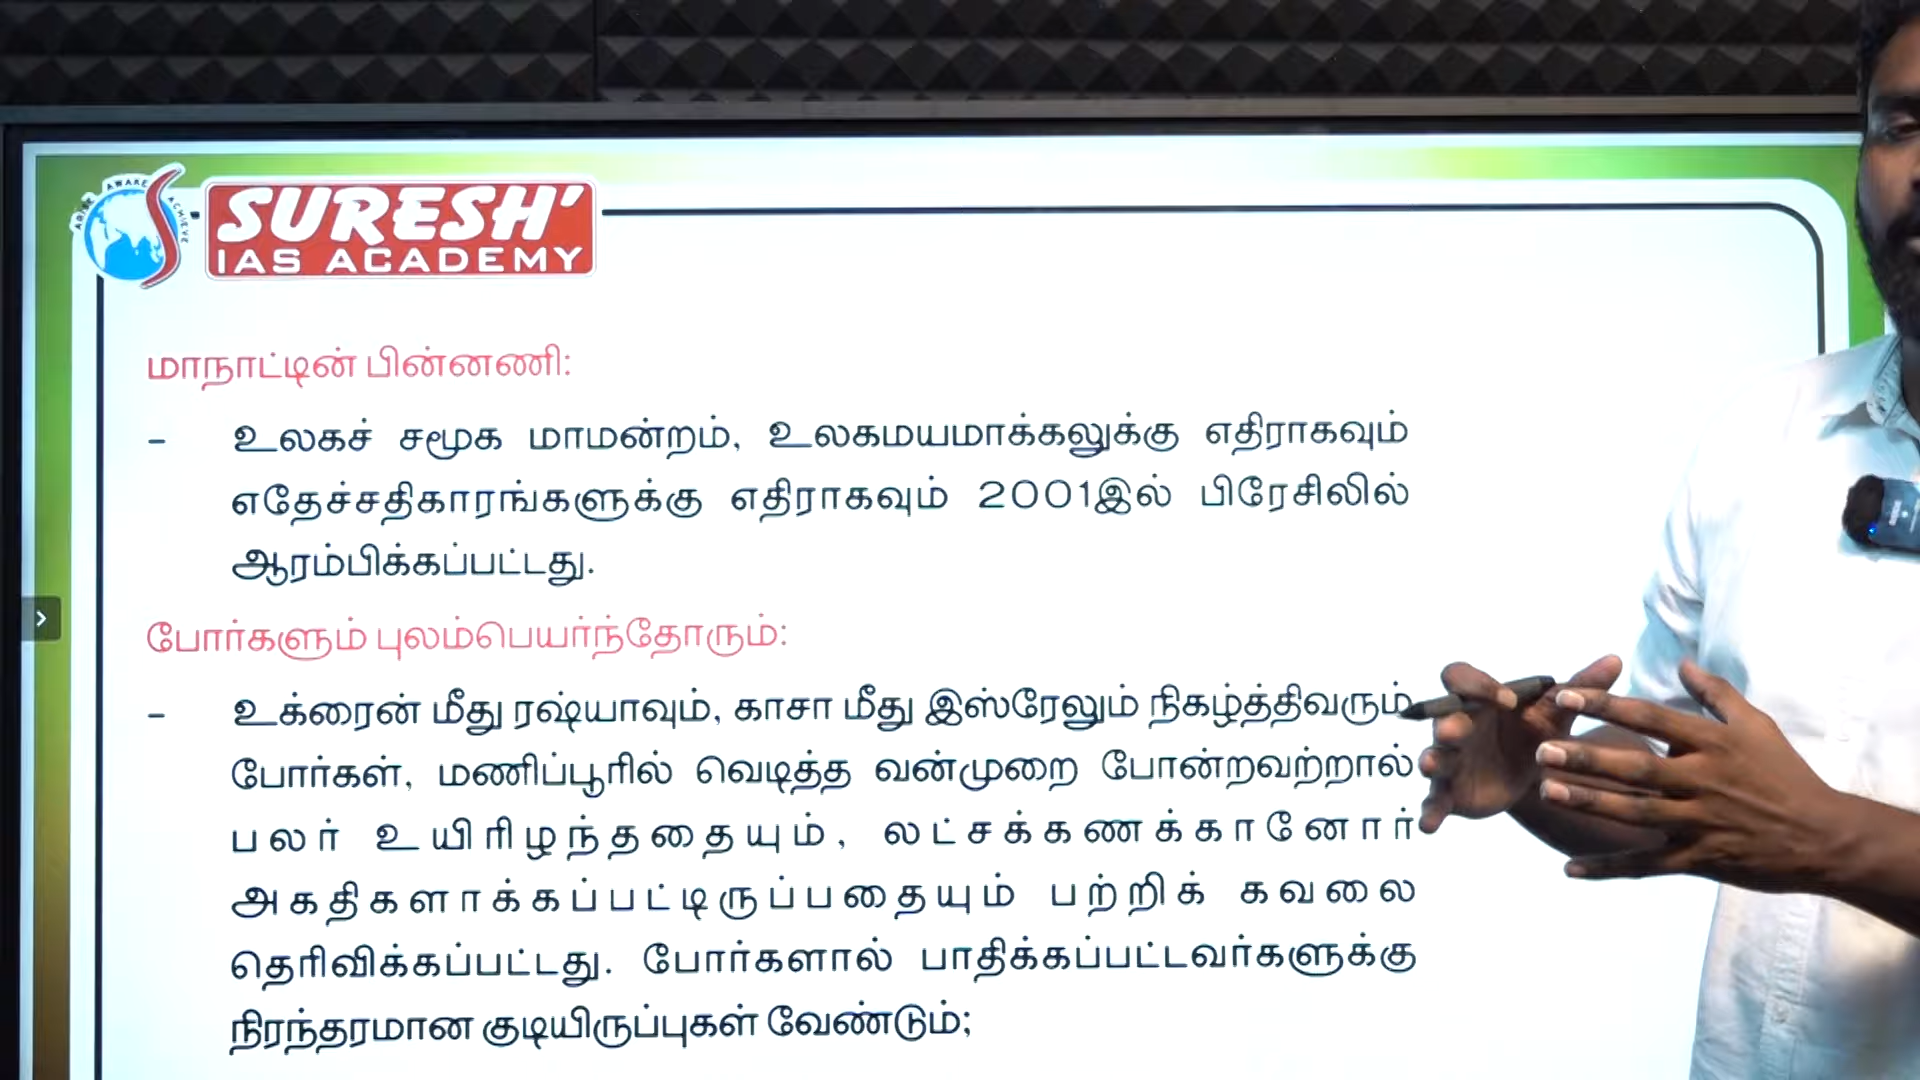 ARISE AWAKE ACHIEVE
SURESH'
IAS ACADEMY
மாநாட்டின் பின்னணி:
- உலகச் சமூக மாமன்றம், உலகமயமாக்கலுக்கு எதிராகவும்
எதேச்சதிகாரங்களுக்கு எதிராகவும் 2001இல் பிரேசிலில்
ஆரம்பிக்கப்பட்டது.
போர்களும் புலம்பெயர்ந்தோரும்:
- உக்ரைன் மீது ரஷ்யாவும், காசா மீது இஸ்ரேலும் நிகழ்த்திவரும்
போர்கள், மணிப்பூரில் வெடித்த வன்முறை போன்றவற்றால்
பலர் உயிரிழந்ததையும், லட்சக்கணக்கானோர்
அகதிகளாக்கப்பட்டிருப்பதையும் பற்றிக் கவலை
தெரிவிக்கப்பட்டது. போர்களால் பாதிக்கப்பட்டவர்களுக்கு
நிரந்தரமான குடியிருப்புகள் வேண்டும்;